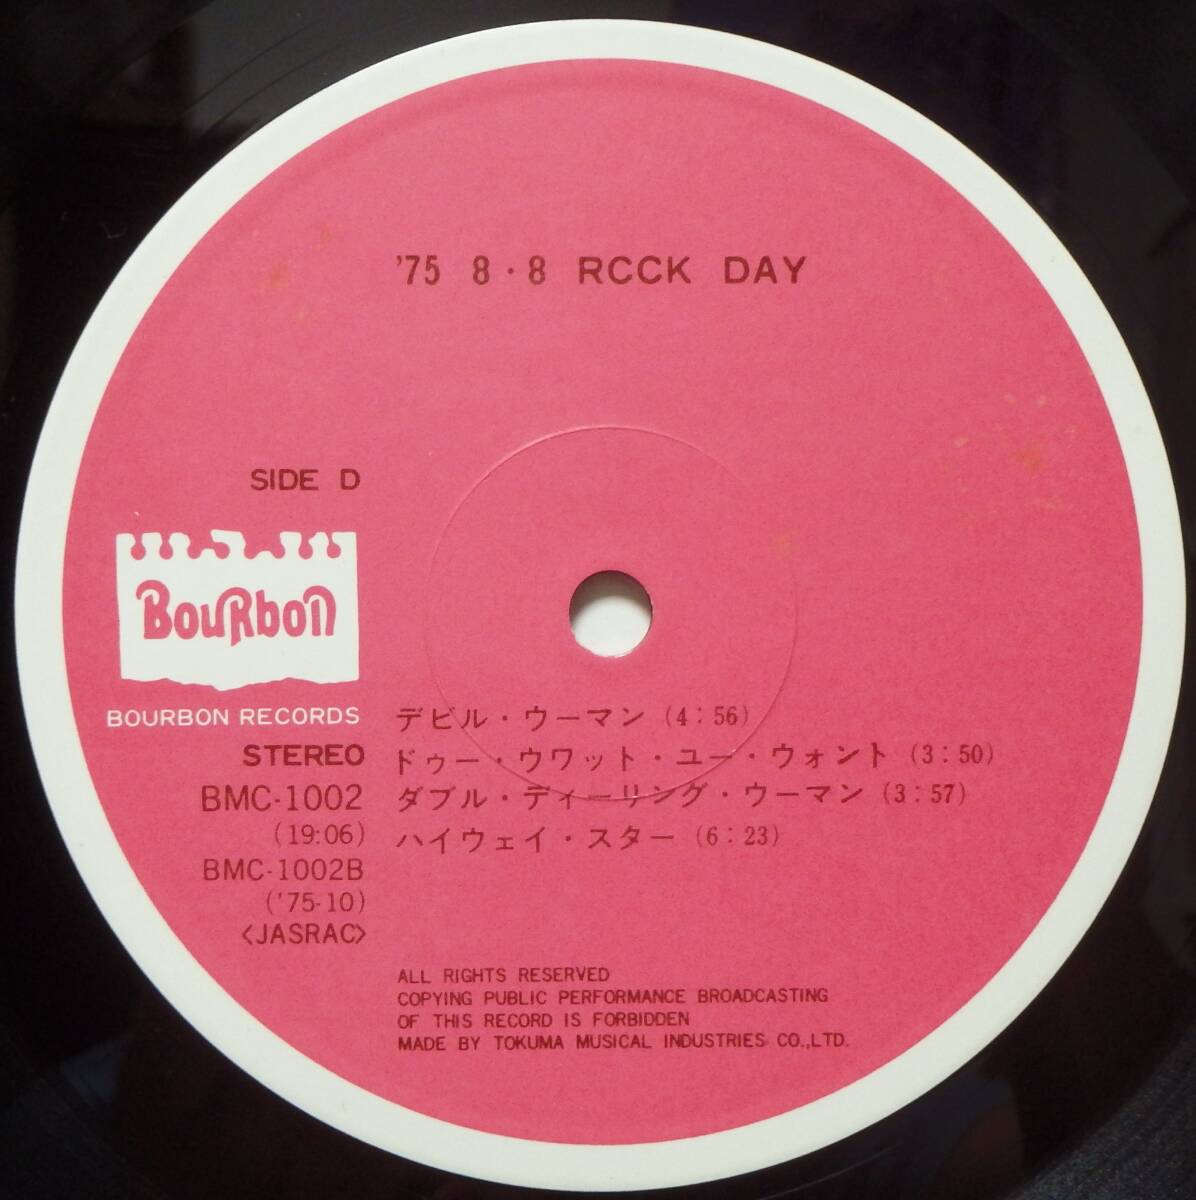 '75 8・8 RCCK DAY
SIDE D
BouRbon
BOURBON RECORDS
STEREO
BMC-1002
(19:06)
BMC-1002B
('75-10)
<JASRAC>
デビル・ウーマン (4:56)
ドゥー・ウワット・ユー・ウォント (3:50)
ダブル・ディーリング・ウーマン (3:57)
ハイウェイ・スター (6:23)
ALL RIGHTS RESERVED
COPYING PUBLIC PERFORMANCE BROADCASTING
OF THIS RECORD IS FORBIDDEN
MADE BY TOKUMA MUSICAL INDUSTRIES CO.,LTD.